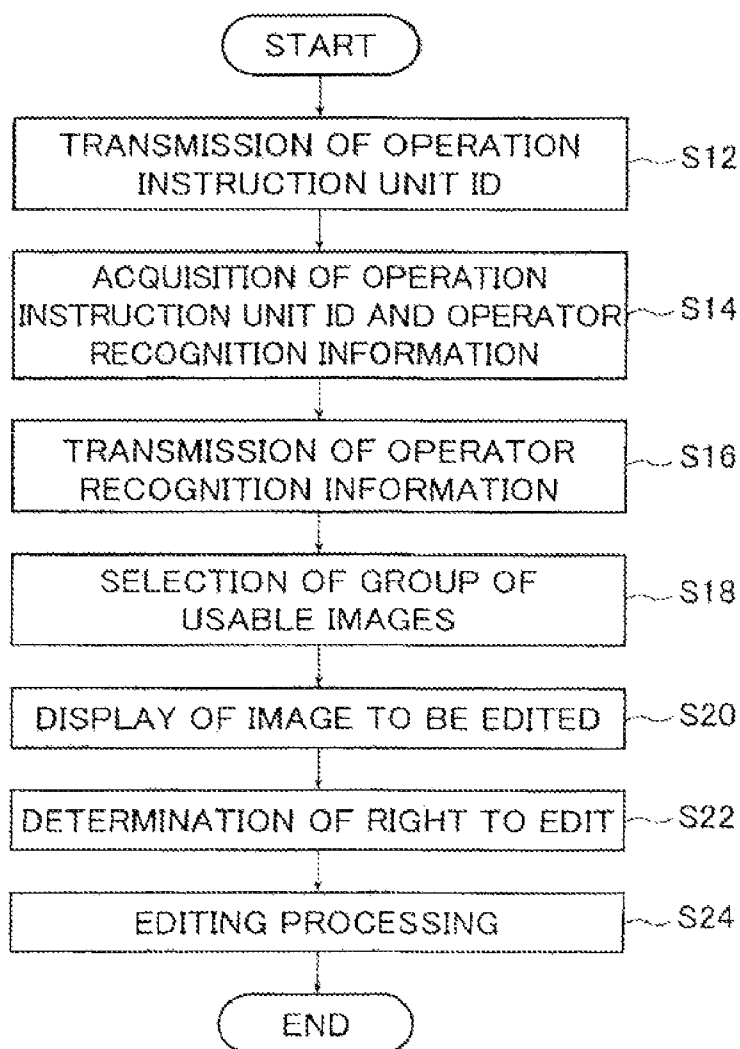 START
TRANSMISSION OF OPERATION
INSTRUCTION UNIT ID
S12
ACQUISITION OF OPERATION
INSTRUCTION UNIT ID AND OPERATOR
RECOGNITION INFORMATION
S14
TRANSMISSION OF OPERATOR
RECOGNITION INFORMATION
S16
SELECTION OF GROUP OF
USABLE IMAGES
S18
DISPLAY OF IMAGE TO BE EDITED
S20
DETERMINATION OF RIGHT TO EDIT
S22
EDITING PROCESSING
S24
END